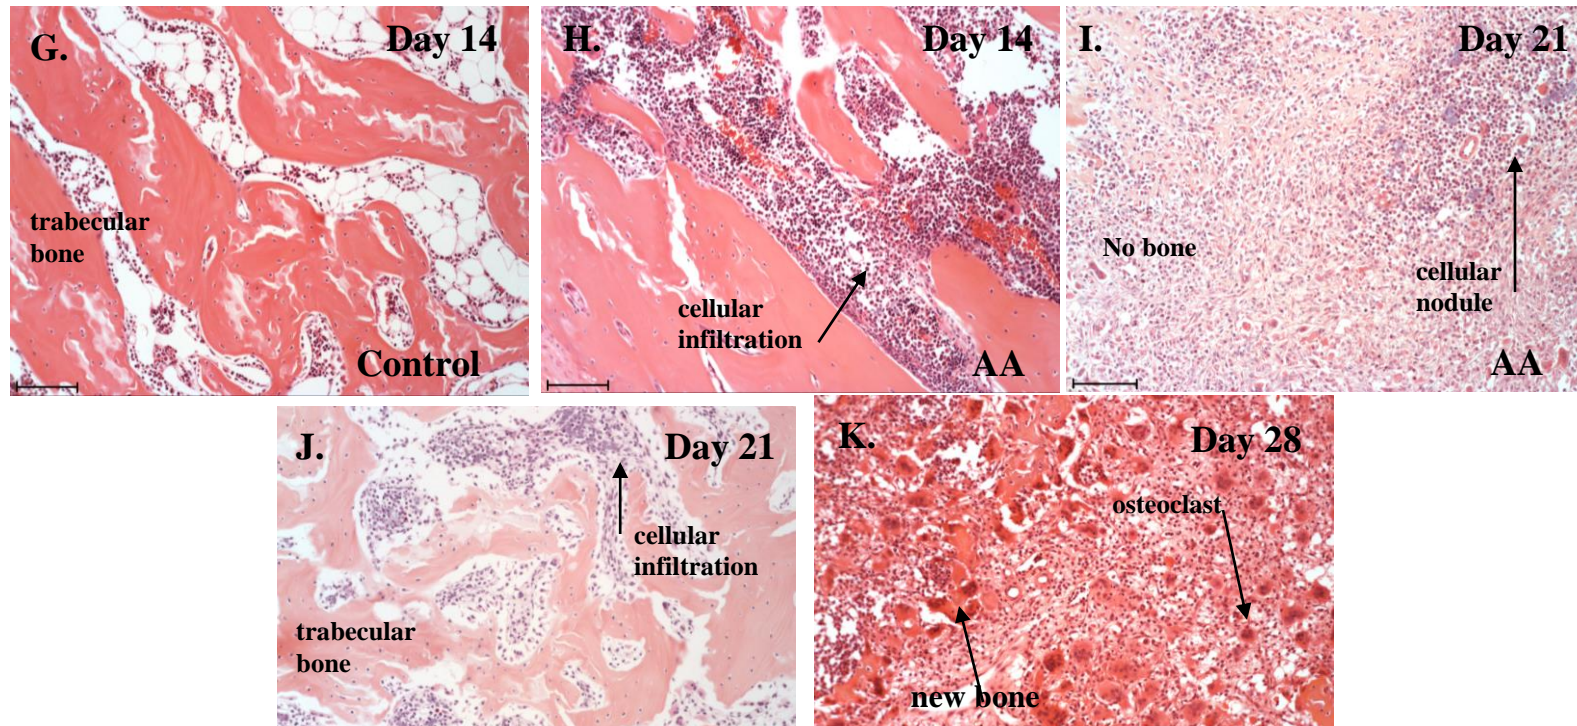 G.
Day 14
trabecular
bone
Control
H.
Day 14
cellular
infiltration
AA
I.
Day 21
No bone
cellular
nodule
AA
J.
Day 21
cellular
infiltration
trabecular
bone
K.
Day 28
osteoclast
new bone